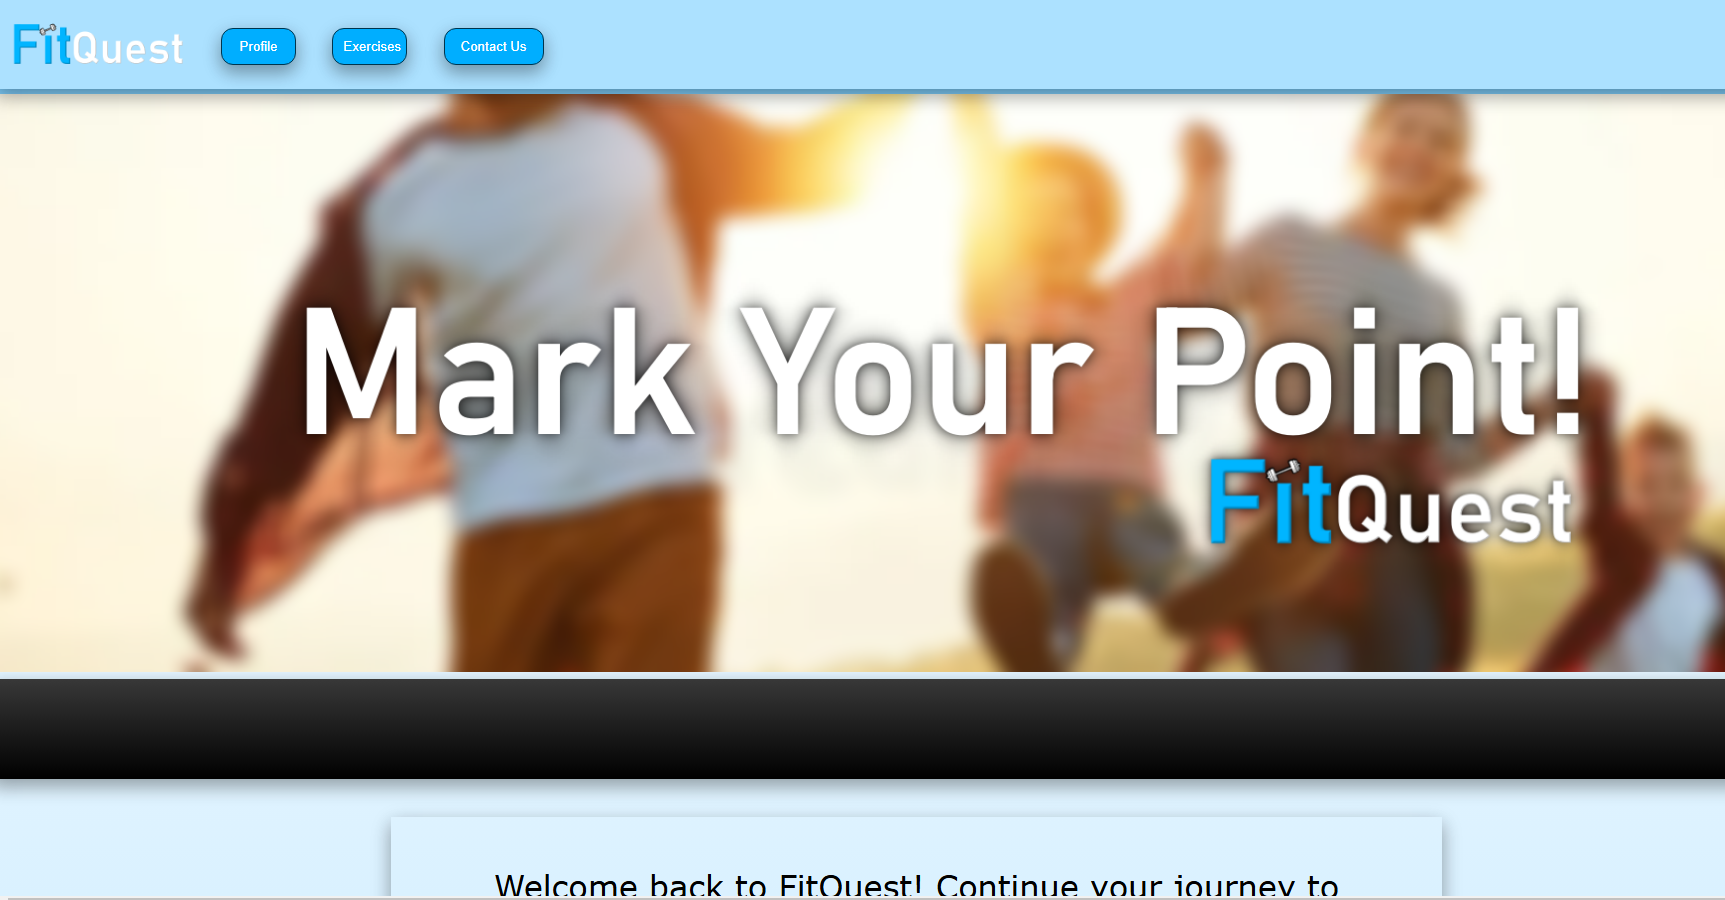 FitQuest
Profile
Exercises
Contact Us
Mark Your Point!
FitQuest
Welcome back to FitQuest! Continue your journey to